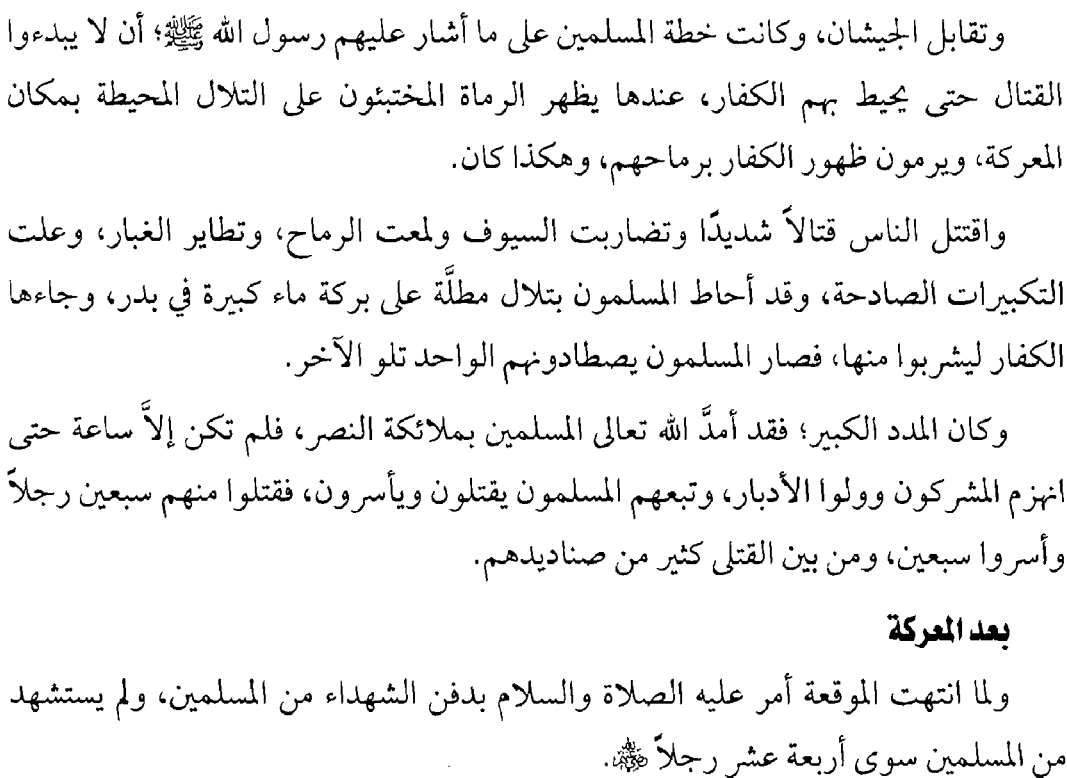 وتقابل الجيشان، وكانت خطة المسلمين على ما أشار عليهم رسول الله ﷺ؛ أن لا يبدءوا
القتال حتى يحيط بهم الكفار، عندها يظهر الرماة المختبئون على التلال المحيطة بمكان
المعركة، ويرمون ظهور الكفار برماحهم، وهكذا كان.
واقتتل الناس قتالاً شديدًا وتضاربت السيوف ولمعت الرماح، وتطاير الغبار، وعلت
التكبيرات الصادحة، وقد أحاط المسلمون بتلال مطلَّة على بركة ماء كبيرة في بدر، وجاءها
الكفار ليشربوا منها، فصار المسلمون يصطادونهم الواحد تلو الآخر.
وكان المدد الكبير؛ فقد أمدَّ الله تعالى المسلمين بملائكة النصر، فلم تكن إلاَّ ساعة حتى
انهزم المشركون وولوا الأدبار، وتبعهم المسلمون يقتلون ويأسرون، فقتلوا منهم سبعين رجلاً
وأسروا سبعين، ومن بين القتلى كثير من صناديدهم.
بعد المعركة
ولما انتهت الموقعة أمر عليه الصلاة والسلام بدفن الشهداء من المسلمين، ولم يستشهد
من المسلمين سوى أربعة عشر رجلاً ﷺ.